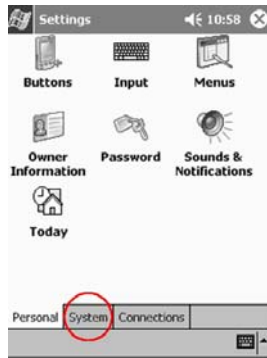 Settings 10:58
Buttons Input Menus
Owner Information Password Sounds & Notifications
Today
Personal System Connections